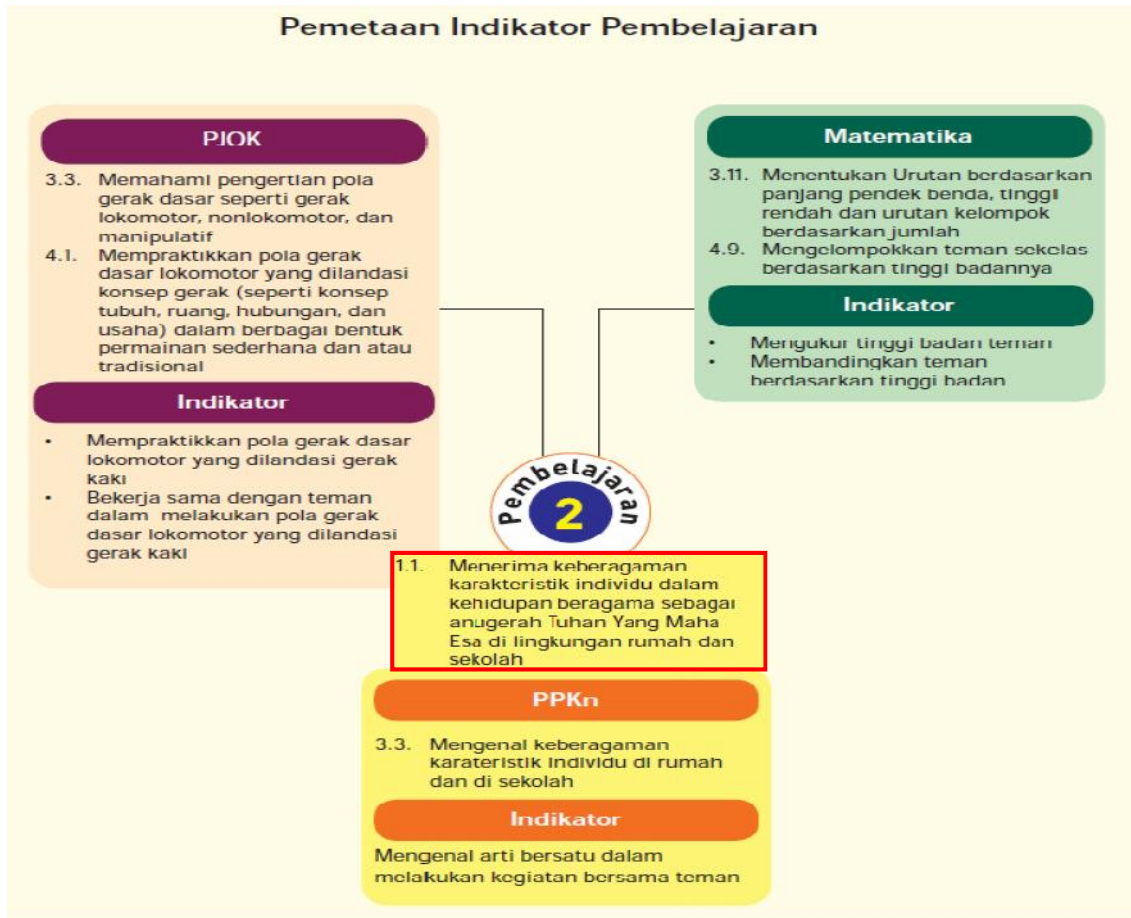 Pemetaan Indikator Pembelajaran
PJOK
3.3. Memahami pengertian pola
gerak dasar seperti gerak
lokomotor, nonlokomotor, dan
manipulatif
4.1. Mempraktikkan pola gerak
dasar lokomotor yang dilandasi
konsep gerak (seperti konsep
tubuh, ruang, hubungan, dan
usaha) dalam berbagai bentuk
permainan sederhana dan atau
tradisional
Indikator
• Mempraktikkan pola gerak dasar
lokomotor yang dilandasi gerak
kaki
• Bekerja sama dengan teman
dalam melakukan pola gerak
dasar lokomotor yang dilandasi
gerak kaki
Matematika
3.11. Menentukan Urutan berdasarkan
panjang pendek benda, tinggi
rendah dan urutan kelompok
berdasarkan jumlah
4.9. Mengelompokkan teman sekelas
berdasarkan tinggi badannya
Indikator
• Mengukur tinggi badan teman
• Membandingkan teman
berdasarkan tinggi badan
Pembelajaran
2
1.1. Menerima keberagaman
karakteristik individu dalam
kehidupan beragama sebagai
anugerah Tuhan Yang Maha
Esa di lingkungan rumah dan
sekolah
PPKn
3.3. Mengenal keberagaman
karateristik individu di rumah
dan di sekolah
Indikator
Mengenal arti bersatu dalam
melakukan kegiatan bersama teman